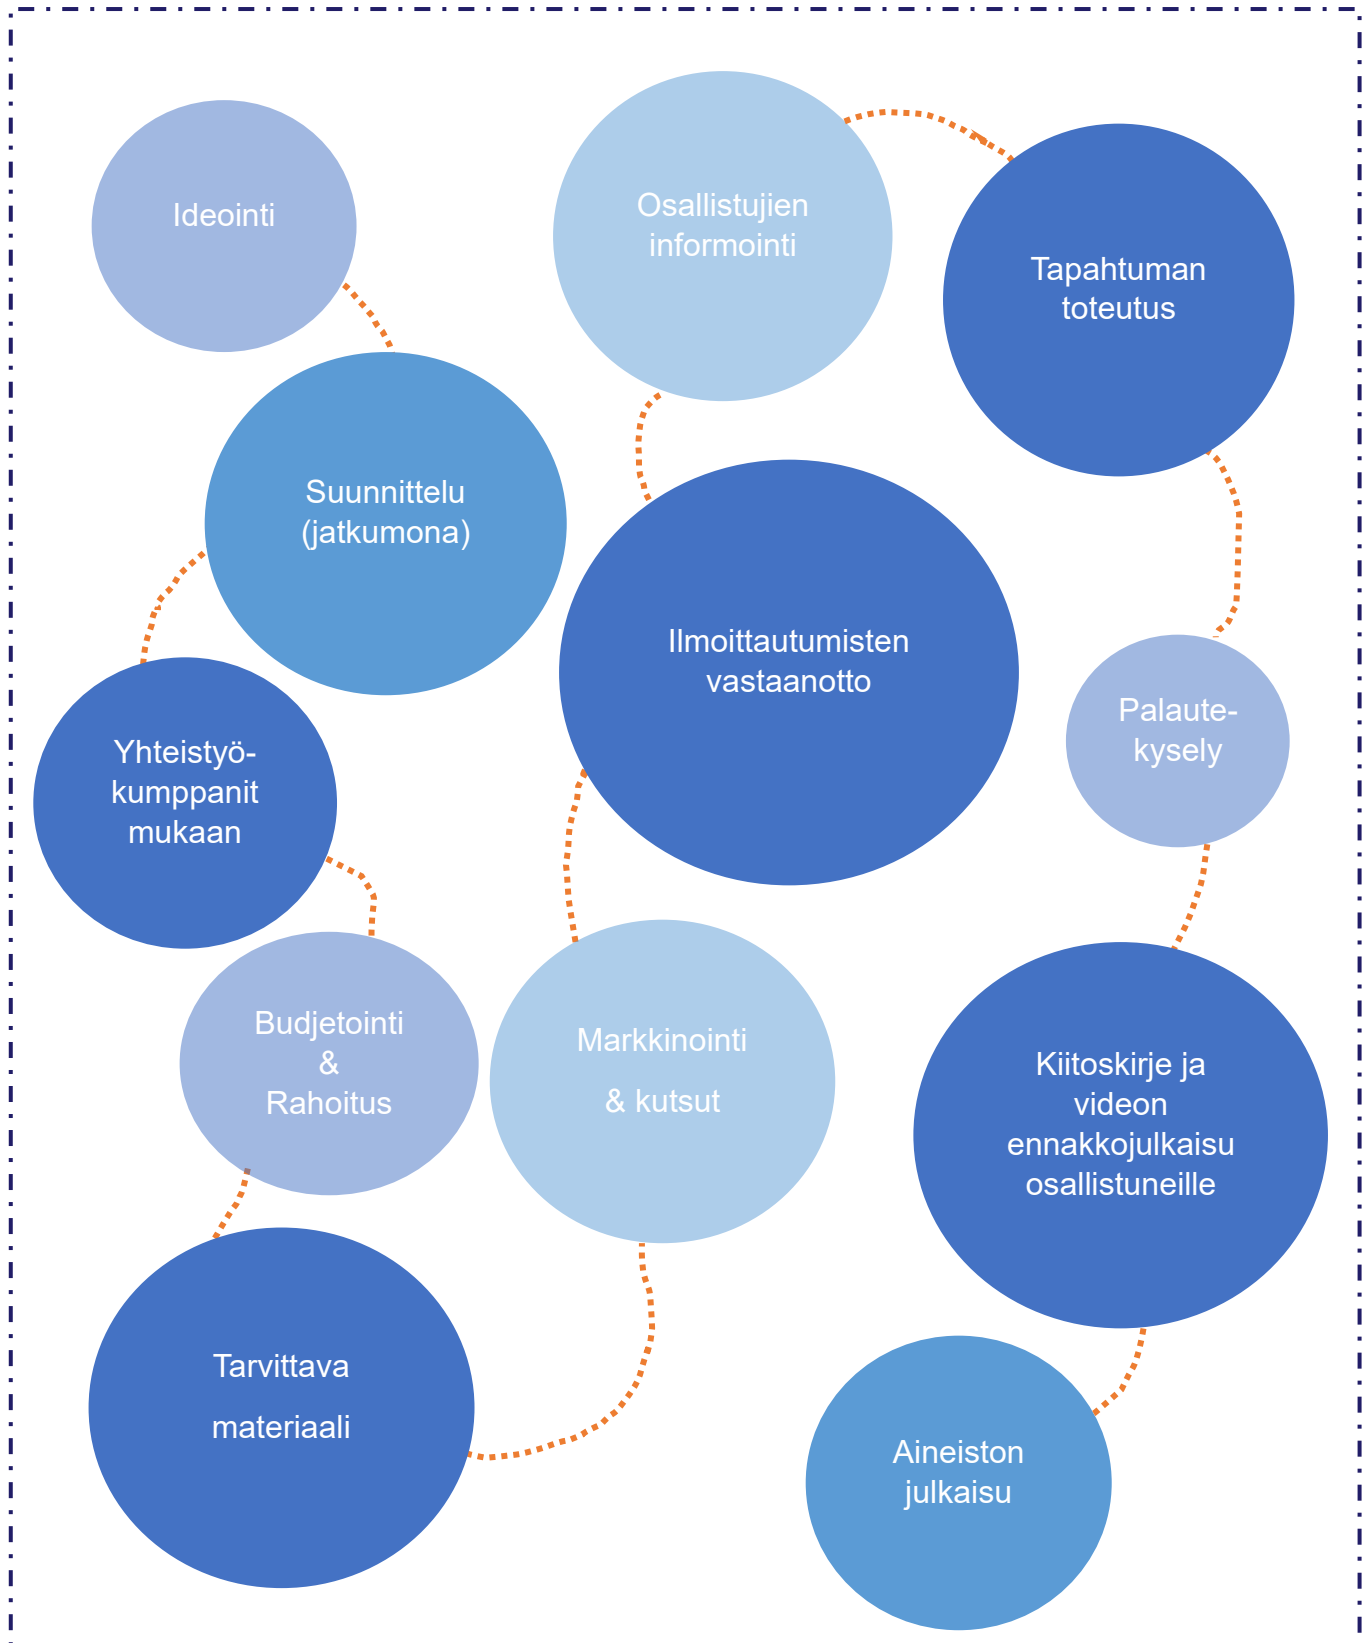 Ideointi
Suunnittelu
(jatkumona)
Yhteistyö-
kumppanit
mukaan
Budjetointi
&
Rahoitus
Tarvittava
materiaali
Markkinointi
& kutsut
Ilmoittautumisten
vastaanotto
Osallistujien
informointi
Tapahtuman
toteutus
Palaute-
kysely
Kiitoskirje ja
videon
ennakkojulkaisu
osallistuneille
Aineiston
julkaisu